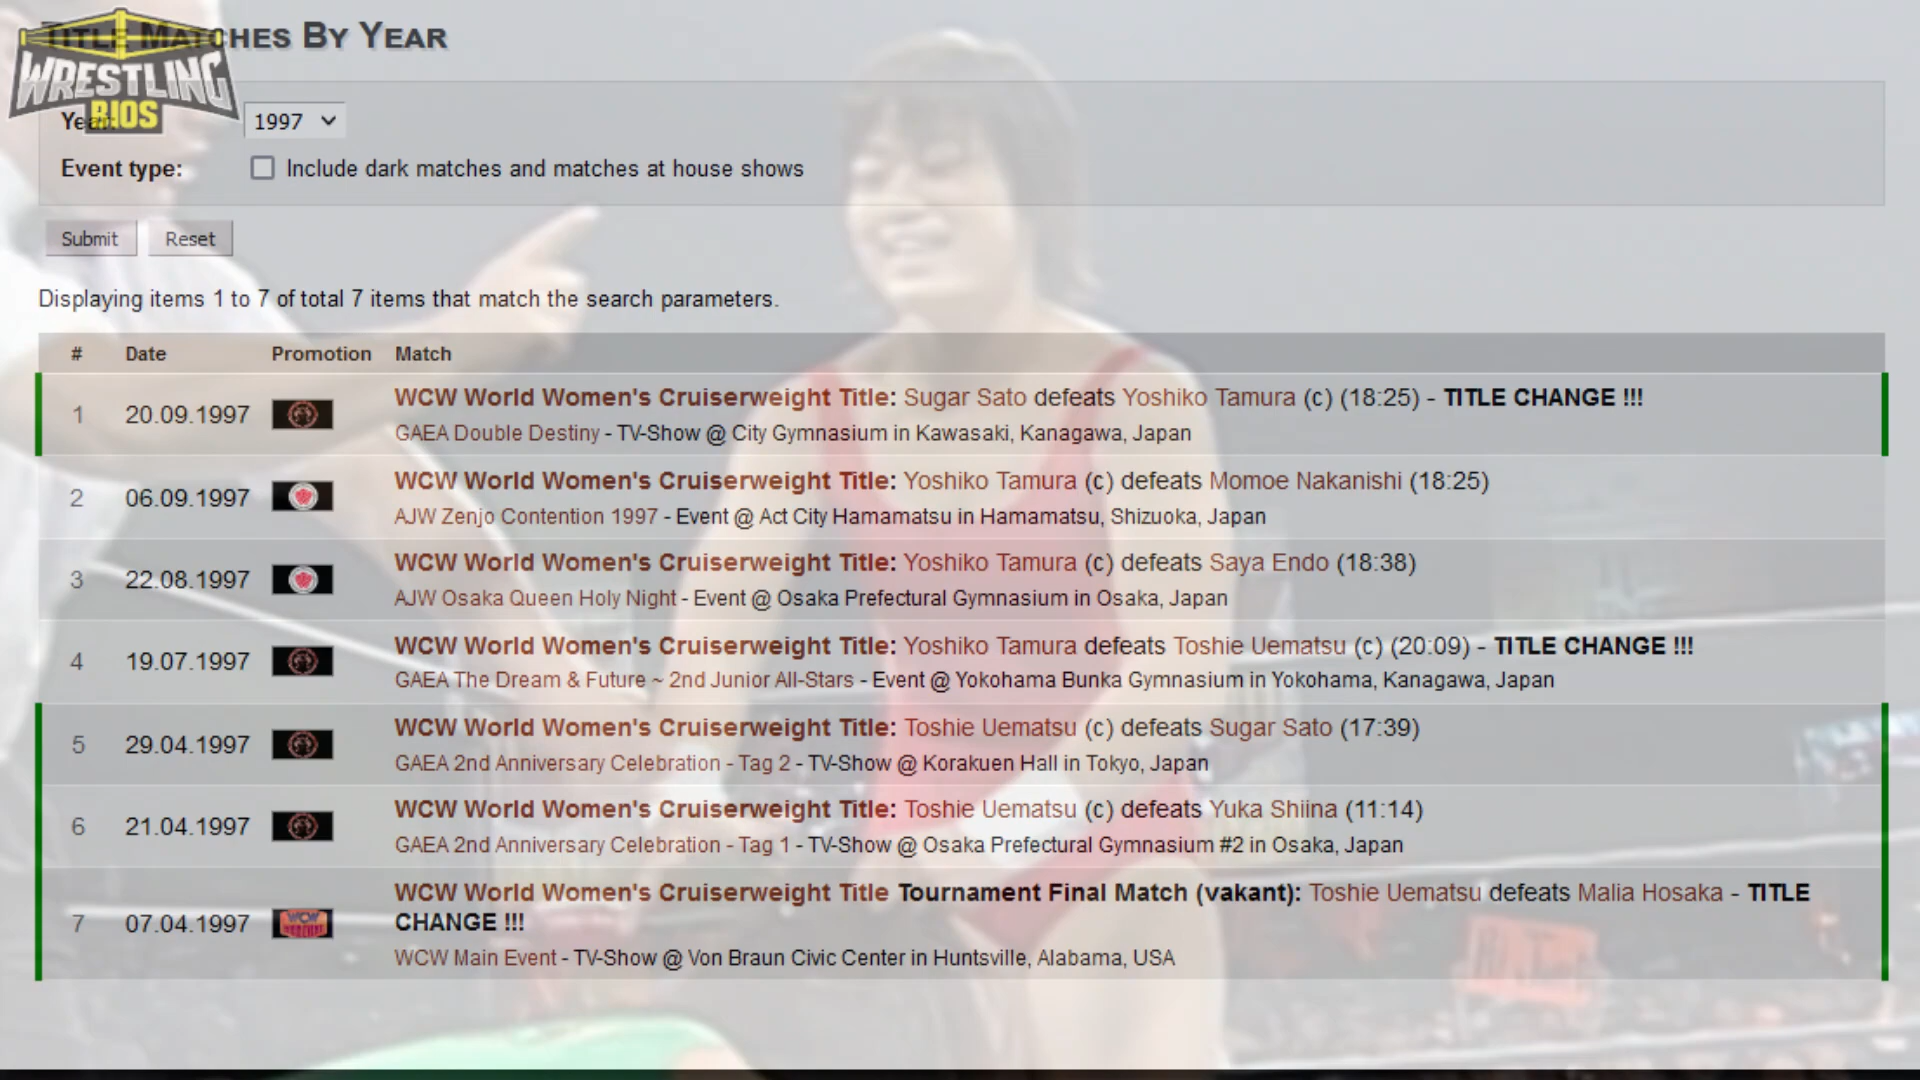 TITLE MATCHES BY YEAR
WRESTLING
BIOS
Year:
1997
Event type:
Include dark matches and matches at house shows
Submit
Reset
Displaying items 1 to 7 of total 7 items that match the search parameters.
# Date Promotion Match
1 20.09.1997 WCW World Women's Cruiserweight Title: Sugar Sato defeats Yoshiko Tamura (c) (18:25) - TITLE CHANGE !!!
GAEA Double Destiny - TV-Show @ City Gymnasium in Kawasaki, Kanagawa, Japan
2 06.09.1997 WCW World Women's Cruiserweight Title: Yoshiko Tamura (c) defeats Momoe Nakanishi (18:25)
AJW Zenjo Contention 1997 - Event @ Act City Hamamatsu in Hamamatsu, Shizuoka, Japan
3 22.08.1997 WCW World Women's Cruiserweight Title: Yoshiko Tamura (c) defeats Saya Endo (18:38)
AJW Osaka Queen Holy Night - Event @ Osaka Prefectural Gymnasium in Osaka, Japan
4 19.07.1997 WCW World Women's Cruiserweight Title: Yoshiko Tamura defeats Toshie Uematsu (c) (20:09) - TITLE CHANGE !!!
GAEA The Dream & Future ~ 2nd Junior All-Stars - Event @ Yokohama Bunka Gymnasium in Yokohama, Kanagawa, Japan
5 29.04.1997 WCW World Women's Cruiserweight Title: Toshie Uematsu (c) defeats Sugar Sato (17:39)
GAEA 2nd Anniversary Celebration - Tag 2 - TV-Show @ Korakuen Hall in Tokyo, Japan
6 21.04.1997 WCW World Women's Cruiserweight Title: Toshie Uematsu (c) defeats Yuka Shiina (11:14)
GAEA 2nd Anniversary Celebration - Tag 1 - TV-Show @ Osaka Prefectural Gymnasium #2 in Osaka, Japan
7 07.04.1997 WCW World Women's Cruiserweight Title Tournament Final Match (vakant): Toshie Uematsu defeats Malia Hosaka - TITLE
CHANGE !!!
WCW Main Event - TV-Show @ Von Braun Civic Center in Huntsville, Alabama, USA